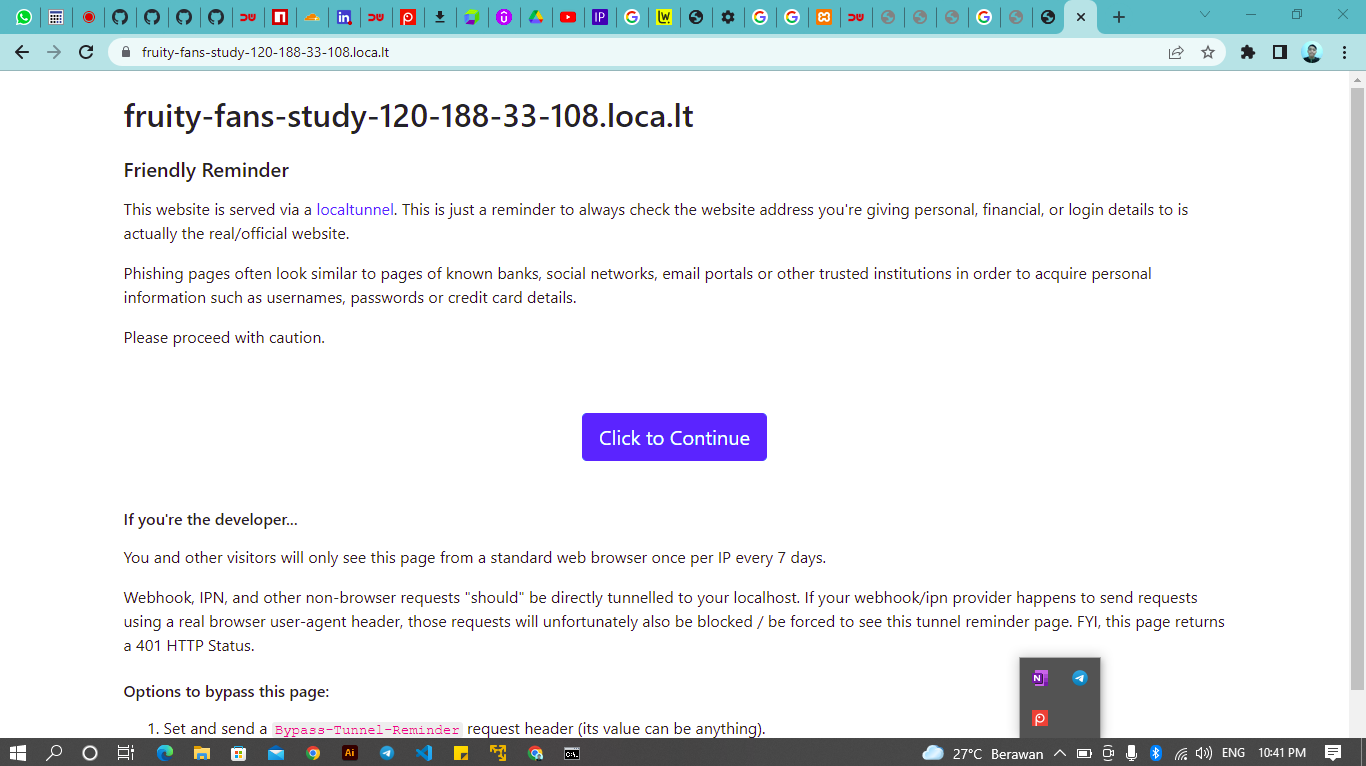 fruity-fans-study-120-188-33-108.loca.lt
fruity-fans-study-120-188-33-108.loca.lt
Friendly Reminder
This website is served via a localtunnel. This is just a reminder to always check the website address you're giving personal, financial, or login details to is
actually the real/official website.
Phishing pages often look similar to pages of known banks, social networks, email portals or other trusted institutions in order to acquire personal
information such as usernames, passwords or credit card details.
Please proceed with caution.
Click to Continue
If you're the developer...
You and other visitors will only see this page from a standard web browser once per IP every 7 days.
Webhook, IPN, and other non-browser requests "should" be directly tunnelled to your localhost. If your webhook/ipn provider happens to send requests
using a real browser user-agent header, those requests will unfortunately also be blocked / be forced to see this tunnel reminder page. FYI, this page returns
a 401 HTTP Status.
Options to bypass this page:
1. Set and send a Bypass-Tunnel-Reminder request header (its value can be anything).
27°C Berawan ENG 10:41 PM